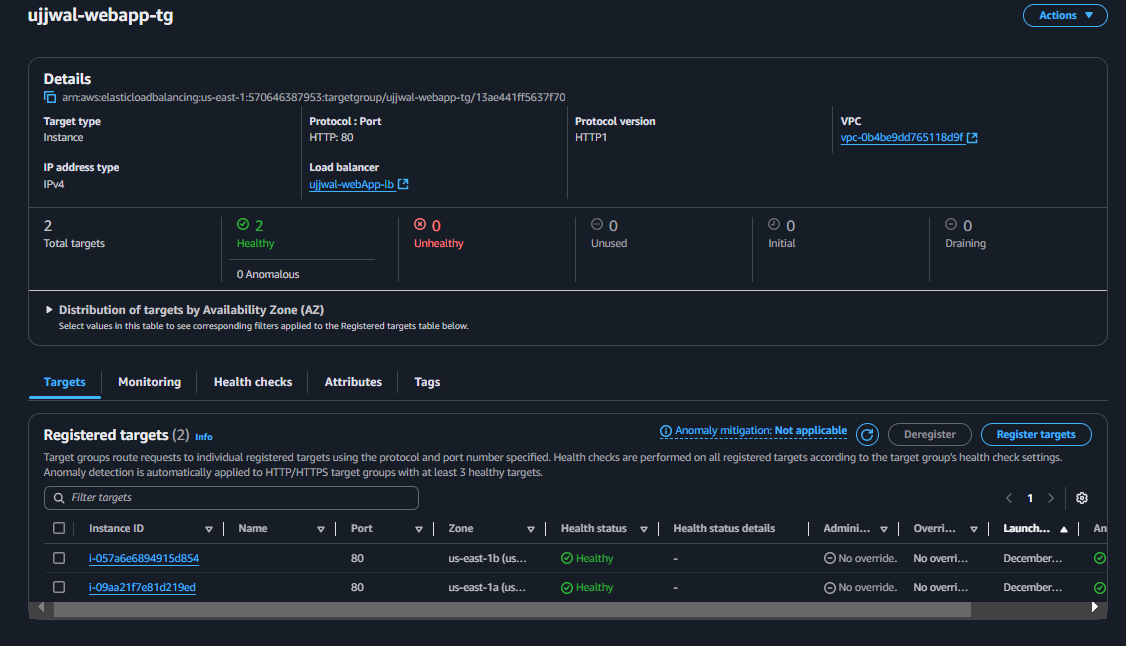 ujjwal-webapp-tg
Actions
Details
arn:aws:elasticloadbalancing:us-east-1:570646387953:targetgroup/ujjwal-webapp-tg/13ae441ff5637f70
Target type
Instance
Protocol : Port
HTTP: 80
Protocol version
HTTP1
VPC
vpc-0b4be9dd765118d9f
IP address type
IPv4
Load balancer
ujjwal-webApp-lb
2
Total targets
2
Healthy
0 Anomalous
0
Unhealthy
0
Unused
0
Initial
0
Draining
Distribution of targets by Availability Zone (AZ)
Select values in this table to see corresponding filters applied to the Registered targets table below.
Targets Monitoring Health checks Attributes Tags
Registered targets (2) Info
Anomaly mitigation: Not applicable
Deregister
Register targets
Target groups route requests to individual registered targets using the protocol and port number specified. Health checks are performed on all registered targets according to the target group's health check settings.
Anomaly detection is automatically applied to HTTP/HTTPS target groups with at least 3 healthy targets.
Filter targets
1
Instance ID Name Port Zone Health status Health status details Admini... Overri... Launch... An
i-057a6e6894915d854 80 us-east-1b (us... Healthy - No override. No overri... December...
i-09aa21f7e81d219ed 80 us-east-1a (us... Healthy - No override. No overri... December...